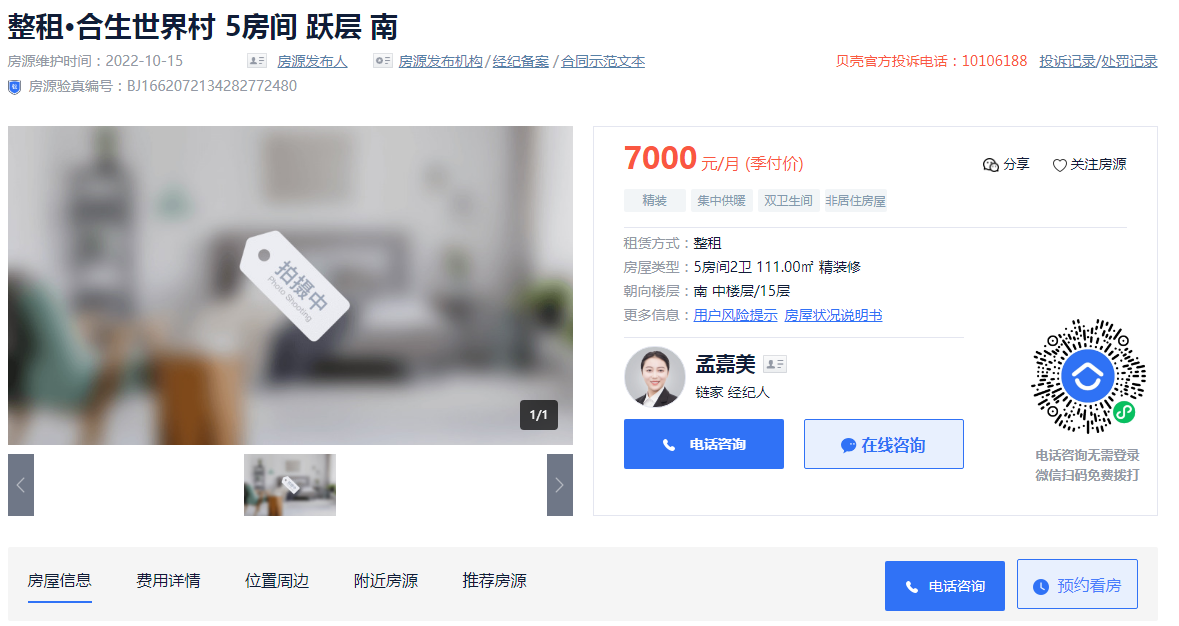 整租•合生世界村 5房间 跃层 南
房源维护时间：2022-10-15 房源发布人 房源发布机构/经纪备案/合同示范文本 贝壳官方投诉电话：10106188 投诉记录/处罚记录
房源验真编号：BJ1662072134282772480
拍摄中
Photo Shooting
1/1
7000 元/月 (季付价) 分享 关注房源
精装 集中供暖 双卫生间 非居住房屋
租赁方式：整租
房屋类型：5房间2卫 111.00㎡ 精装修
朝向楼层：南 中楼层/15层
更多信息：用户风险提示 房屋状况说明书
孟嘉美
链家 经纪人
电话咨询 在线咨询
电话咨询无需登录
微信扫码免费拨打
房屋信息 费用详情 位置周边 附近房源 推荐房源 电话咨询 预约看房